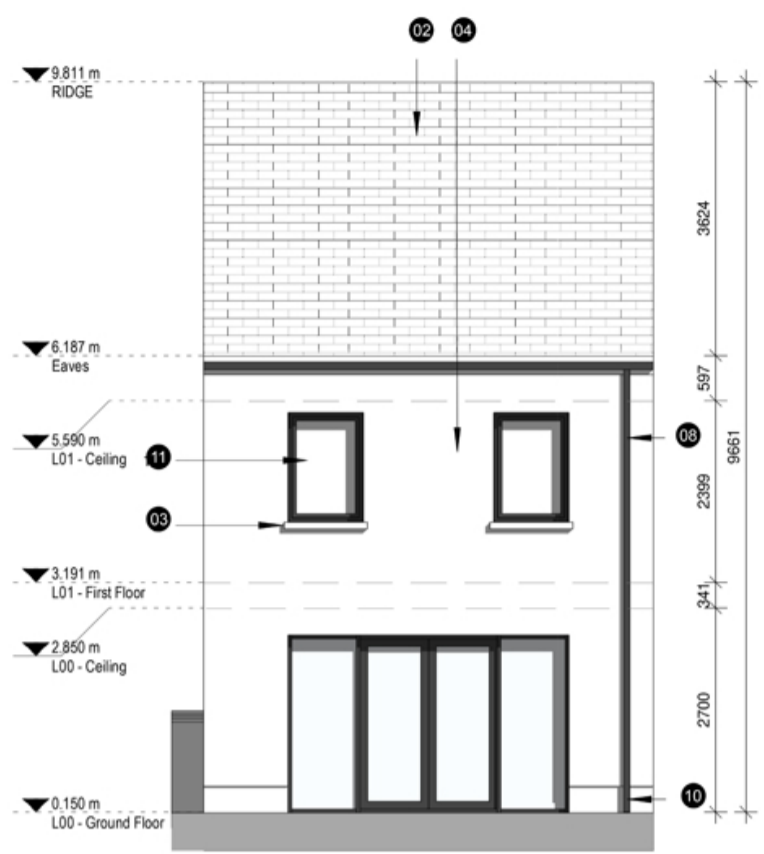 02 04
9.811 m
RIDGE
3624
6.187 m
Eaves
597
5.590 m
L01 - Ceiling
11
08
9661
2399
03
3.191 m
L01 - First Floor
341
2.850 m
L00 - Ceiling
2700
10
0.150 m
L00 - Ground Floor